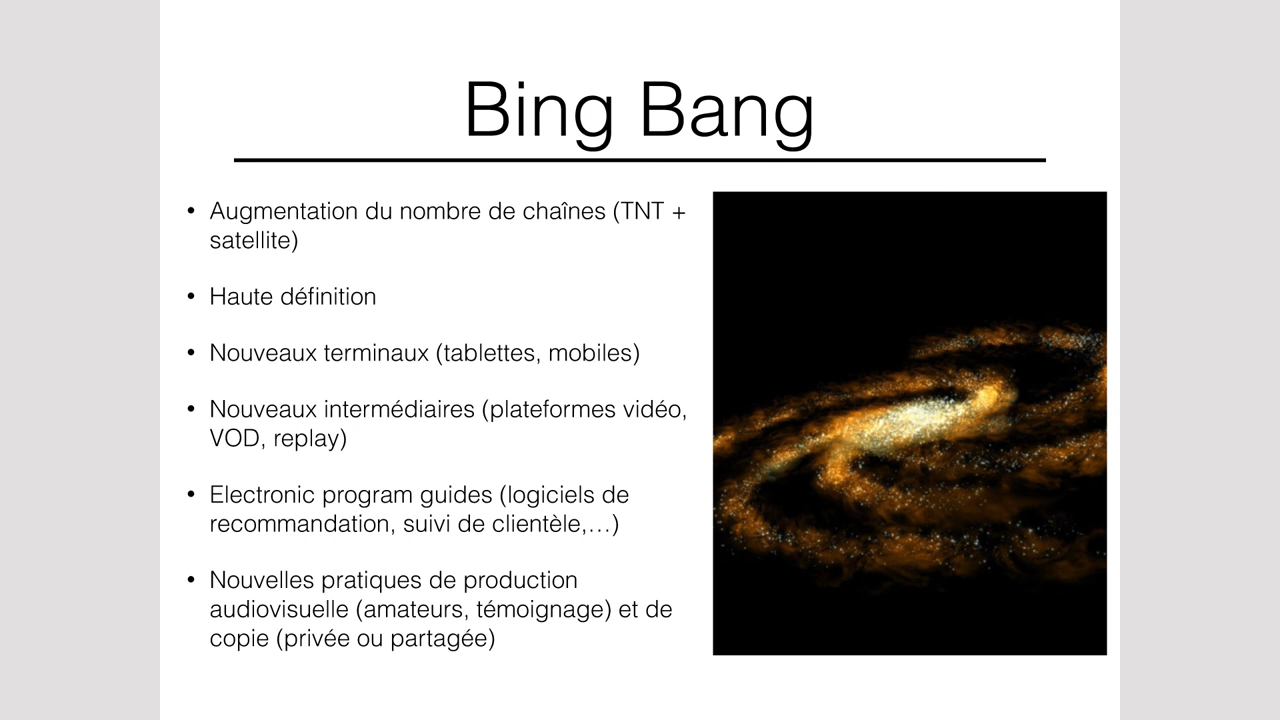 Bing Bang
• Augmentation du nombre de chaînes (TNT +
satellite)
• Haute définition
• Nouveaux terminaux (tablettes, mobiles)
• Nouveaux intermédiaires (plateformes vidéo,
VOD, replay)
• Electronic program guides (logiciels de
recommandation, suivi de clientèle,…)
• Nouvelles pratiques de production
audiovisuelle (amateurs, témoignage) et de
copie (privée ou partagée)